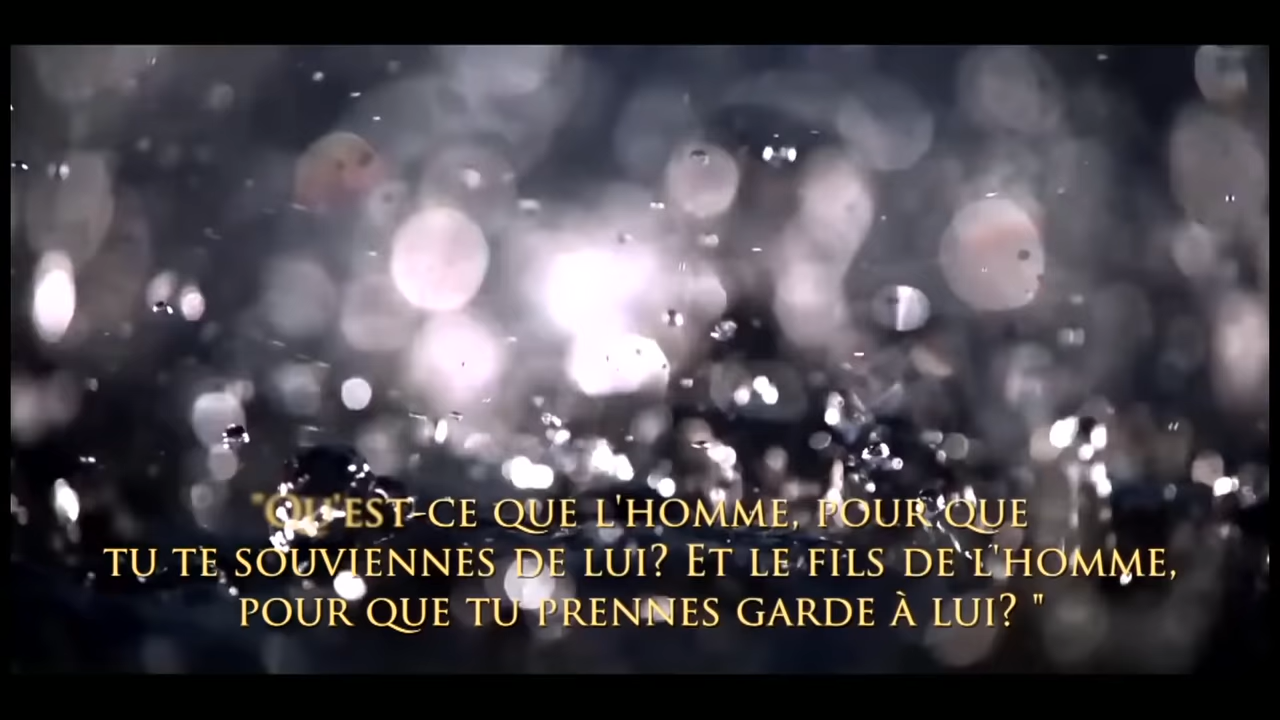 "Qu'est-ce que l'homme, pour que
tu te souviennes de lui? Et le fils de l'homme,
pour que tu prennes garde à lui? "